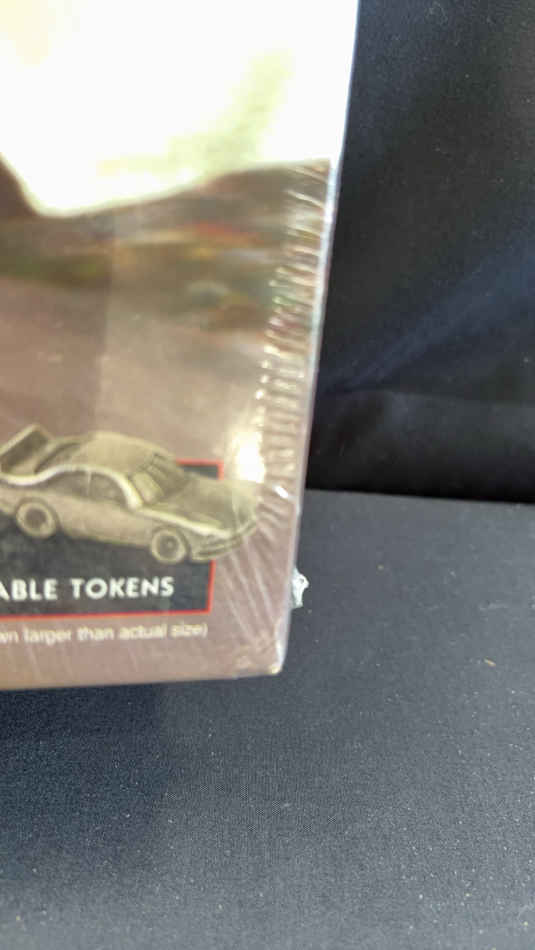 ABLE TOKENS
wn larger than actual size)